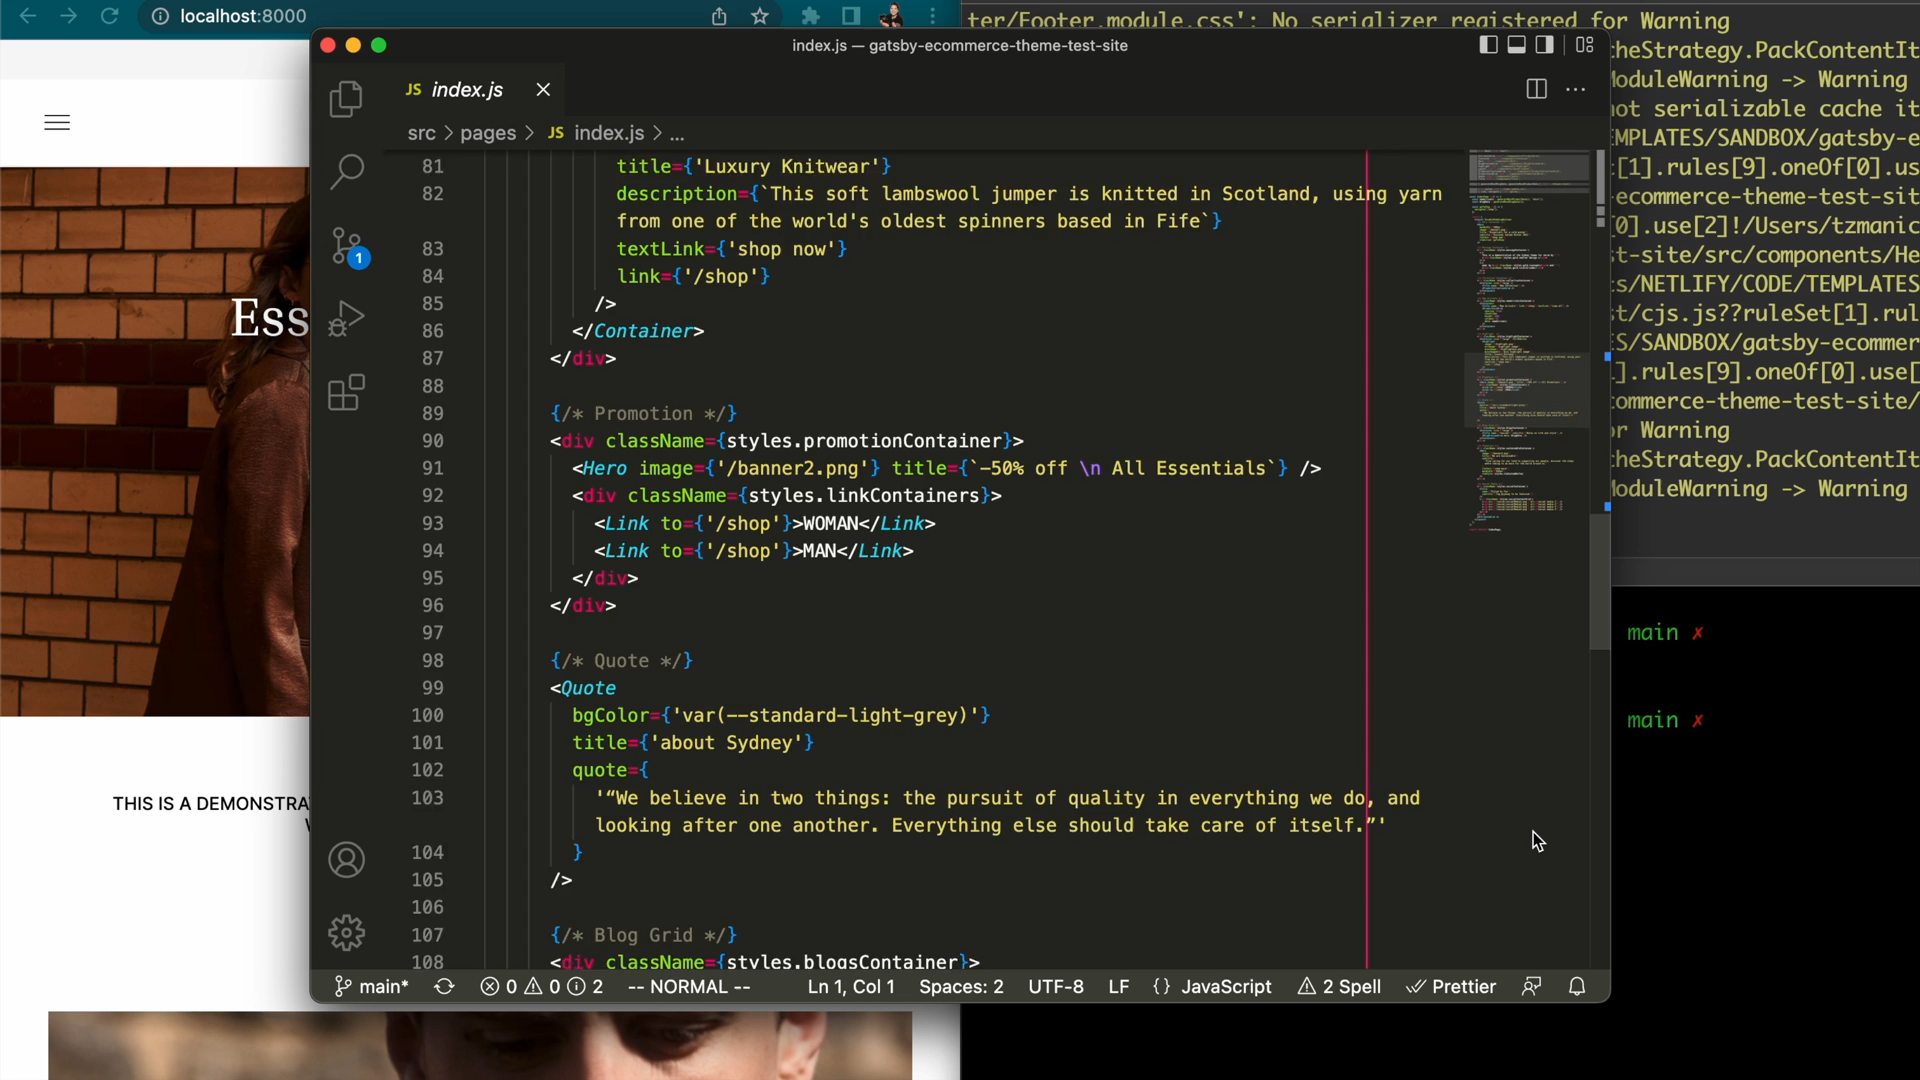 localhost:8000
Ess
THIS IS A DEMONSTRA
index.js — gatsby-ecommerce-theme-test-site
JS index.js
src > pages > JS index.js > ...
81 title={'Luxury Knitwear'}
82 description={`This soft lambswool jumper is knitted in Scotland, using yarn
from one of the world's oldest spinners based in Fife`}
83 textLink={'shop now'}
84 link={'/shop'}
85 />
86 </Container>
87 </div>
88
89 {/* Promotion */}
90 <div className={styles.promotionContainer}>
91 <Hero image={'/banner2.png'} title={`-50% off \n All Essentials`} />
92 <div className={styles.linkContainers}>
93 <Link to={'/shop'}>WOMAN</Link>
94 <Link to={'/shop'}>MAN</Link>
95 </div>
96 </div>
97
98 {/* Quote */}
99 <Quote
100 bgColor={'var(--standard-light-grey)'}
101 title={'about Sydney'}
102 quote={
103 '“We believe in two things: the pursuit of quality in everything we do, and
looking after one another. Everything else should take care of itself.”'
104 }
105 />
106
107 {/* Blog Grid */}
108 <div className={styles.blogsContainer}>
1
main* 0 0 2 -- NORMAL -- Ln 1, Col 1 Spaces: 2 UTF-8 LF {} JavaScript 2 Spell Prettier
ter/Footer.module.css': No serializer registered for Warning
heStrategy.PackContentIt
ModuleWarning -> Warning
not serializable cache it
EMPLATES/SANDBOX/gatsby-e
[1].rules[9].oneOf[0].us
-ecommerce-theme-test-sit
[0].use[2]!/Users/tzmanic
t-site/src/components/He
s/NETLIFY/CODE/TEMPLATES
t/cjs.js??ruleSet[1].rul
S/SANDBOX/gatsby-ecommer
].rules[9].oneOf[0].use[
commerce-theme-test-site/
or Warning
heStrategy.PackContentIt
ModuleWarning -> Warning
main ✗
main ✗